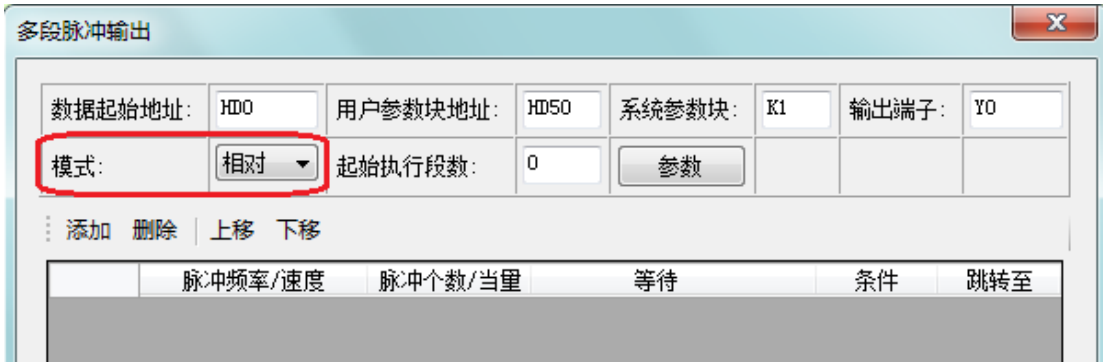 多段脉冲输出
数据起始地址: HD0 用户参数块地址: HD50 系统参数块: K1 输出端子: Y0
模式: 相对 起始执行段数: 0 参数
添加 删除 上移 下移
脉冲频率/速度 脉冲个数/当量 等待 条件 跳转至